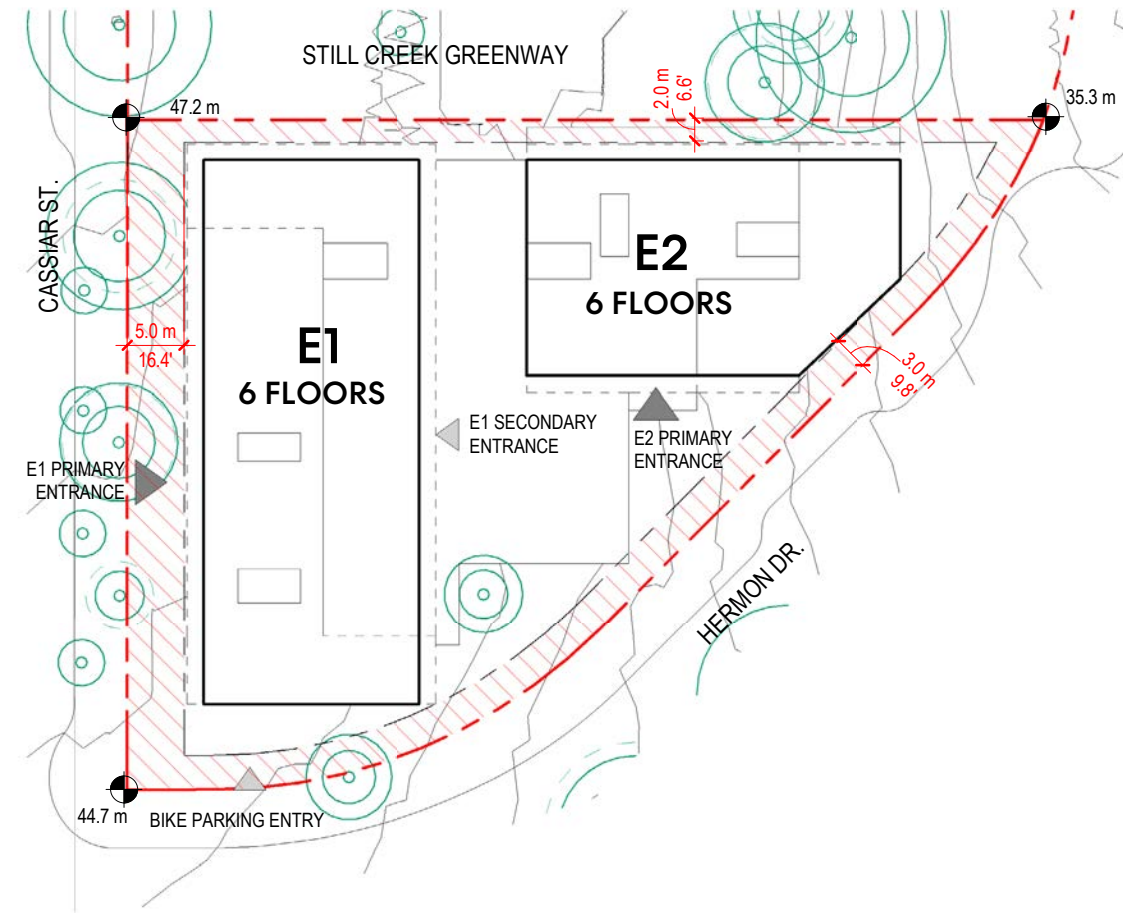 STILL CREEK GREENWAY
47.2 m
2.0 m
6.6'
35.3 m
CASSIAR ST.
E2
6 FLOORS
5.0 m
16.4'
E1
6 FLOORS
3.0 m
9.8'
E1 SECONDARY
ENTRANCE
E2 PRIMARY
ENTRANCE
E1 PRIMARY
ENTRANCE
HERMON DR.
44.7 m
BIKE PARKING ENTRY